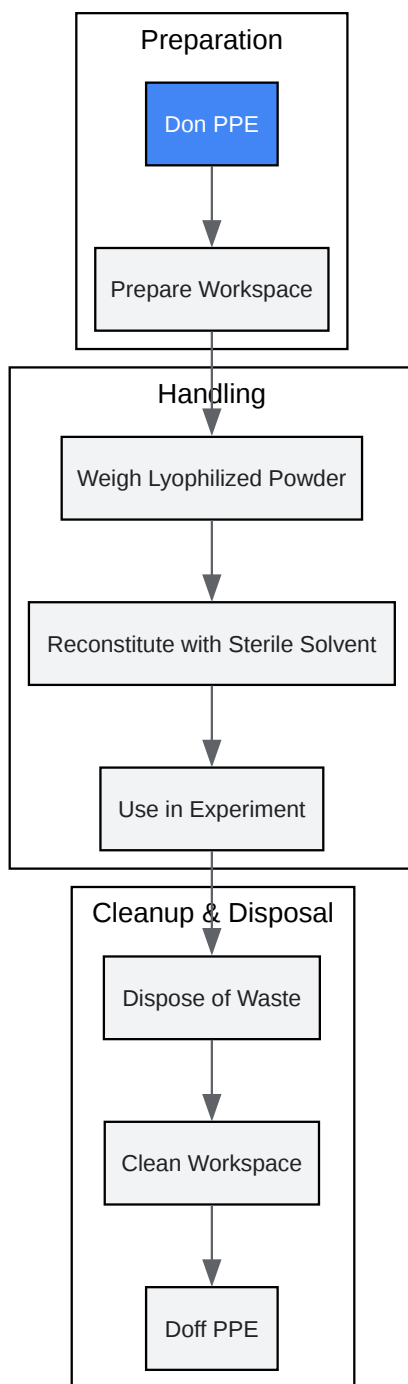 Preparation
Don PPE
Prepare Workspace
Handling
Weigh Lyophilized Powder
Reconstitute with Sterile Solvent
Use in Experiment
Cleanup & Disposal
Dispose of Waste
Clean Workspace
Doff PPE